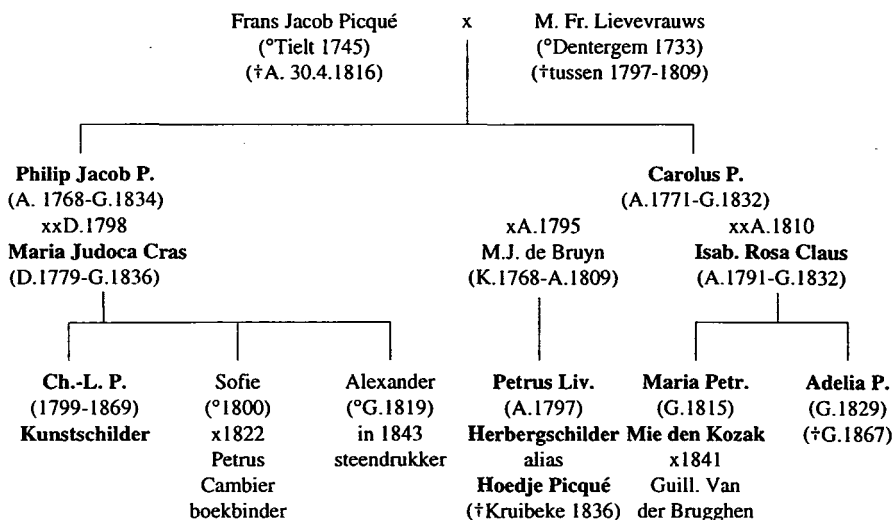 Frans Jacob Picqué x M. Fr. Lievevrauws
(°Tielt 1745) (°Dentergem 1733)
(†A. 30.4.1816) (†tussen 1797-1809)
Philip Jacob P. Carolus P.
(A. 1768-G.1834) (A.1771-G.1832)
xxD.1798 xA.1795 xxA.1810
Maria Judoca Cras M.J. de Bruyn Isab. Rosa Claus
(D.1779-G.1836) (K.1768-A.1809) (A.1791-G.1832)
Ch.-L. P. Sofie Alexander Petrus Liv. Maria Petr. Adelia P.
(1799-1869) (°1800) (°G.1819) (A.1797) (G.1815) (G.1829)
Kunstschilder x1822 in 1843 Herbergschilder Mie den Kozak (†G.1867)
Petrus steendrukker alias x1841
Cambier Hoedje Picqué Guill. Van
boekbinder (†Kruibeke 1836) der Brugghen